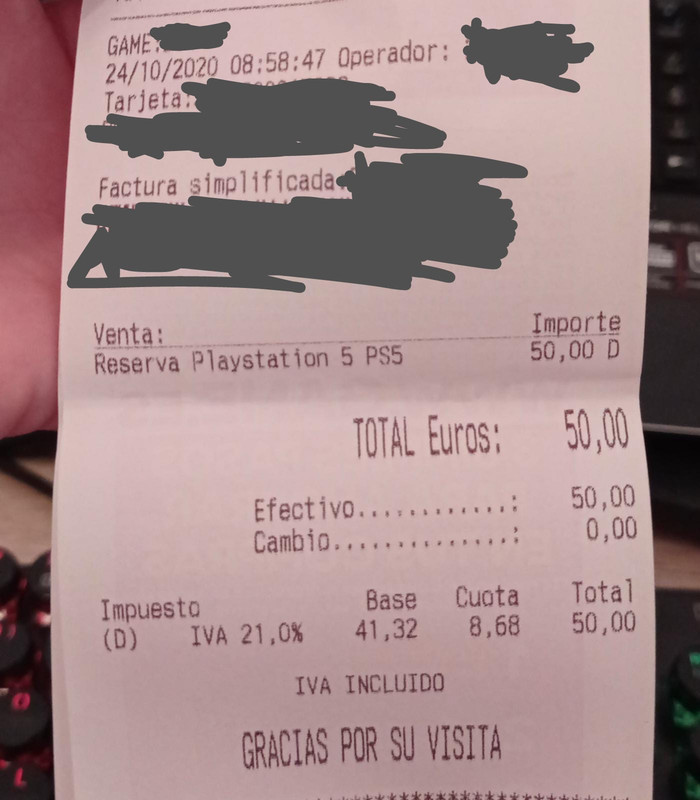 GAME:
24/10/2020 08:58:47 Operador:
Tarjeta:
Factura simplificada
Venta: Importe
Reserva Playstation 5 PS5 50,00 D
TOTAL Euros: 50,00
Efectivo............: 50,00
Cambio..............: 0,00
Impuesto Base Cuota Total
(D) IVA 21,0% 41,32 8,68 50,00
IVA INCLUIDO
GRACIAS POR SU VISITA